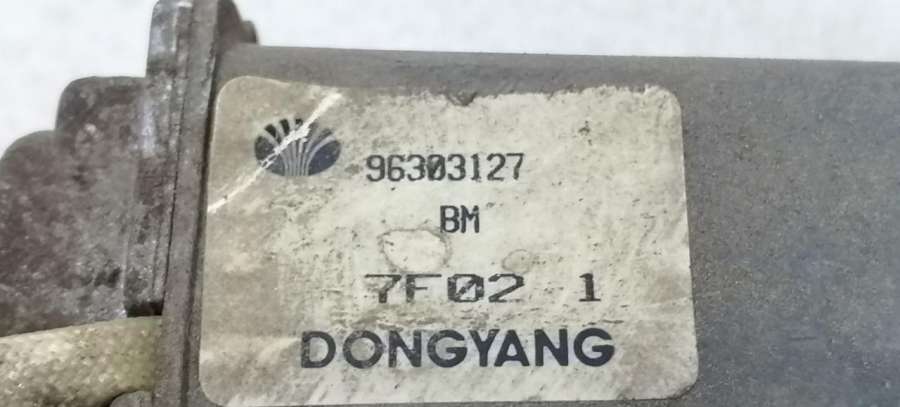 96303127
BM
7F02 1
DONGYANG